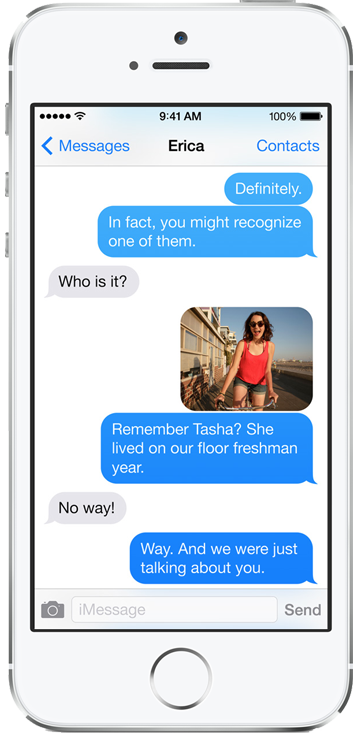 9:41 AM
100%
Messages
Erica
Contacts
Definitely.
In fact, you might recognize
one of them.
Who is it?
Remember Tasha? She
lived on our floor freshman
year.
No way!
Way. And we were just
talking about you.
iMessage
Send